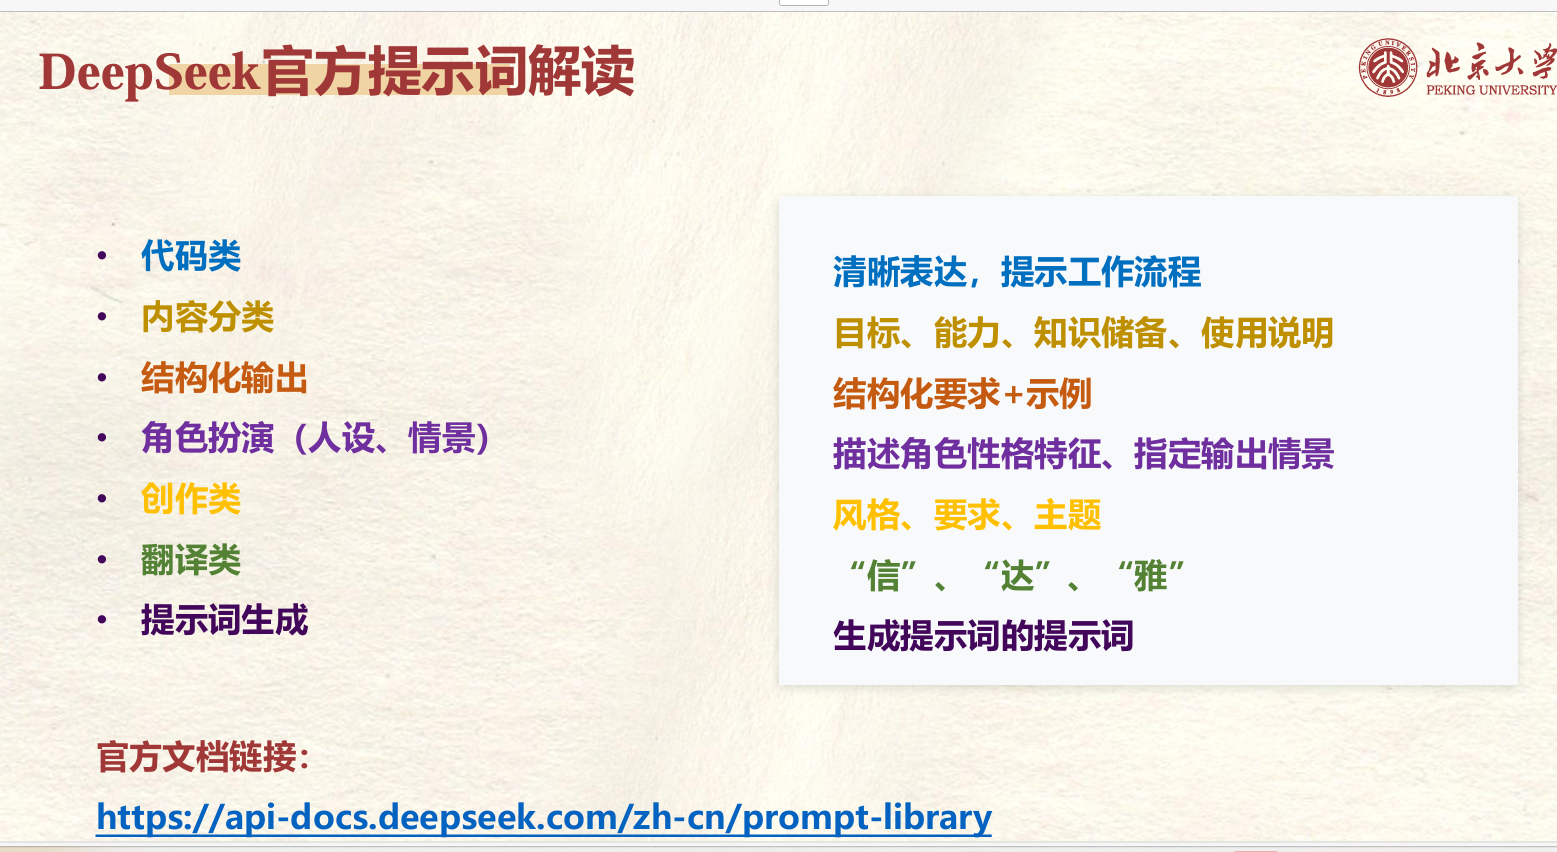 DeepSeek官方提示词解读
北京大学
PEKING UNIVERSITY
PEKING UNIVERSITY
1898
• 代码类
• 内容分类
• 结构化输出
• 角色扮演（人设、情景）
• 创作类
• 翻译类
• 提示词生成
清晰表达，提示工作流程
目标、能力、知识储备、使用说明
结构化要求+示例
描述角色性格特征、指定输出情景
风格、要求、主题
“信”、“达”、“雅”
生成提示词的提示词
官方文档链接：
https://api-docs.deepseek.com/zh-cn/prompt-library